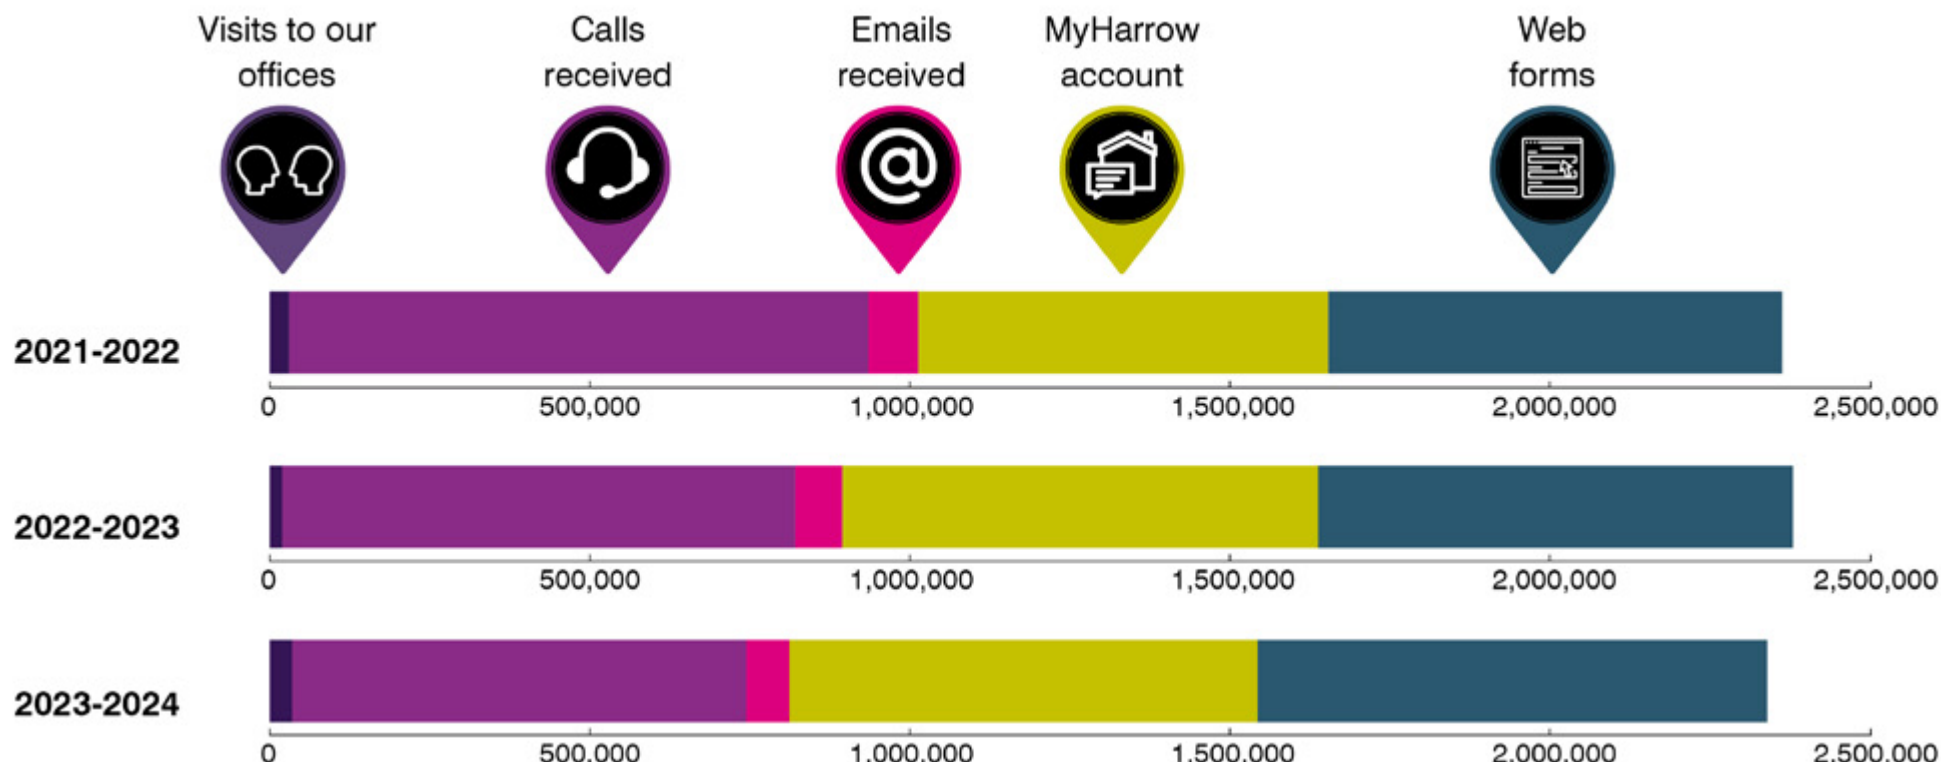 Visits to our
offices
Calls
received
Emails
received
MyHarrow
account
Web
forms
@
2021-2022
0 500,000 1,000,000 1,500,000 2,000,000 2,500,000
2022-2023
0 500,000 1,000,000 1,500,000 2,000,000 2,500,000
2023-2024
0 500,000 1,000,000 1,500,000 2,000,000 2,500,000